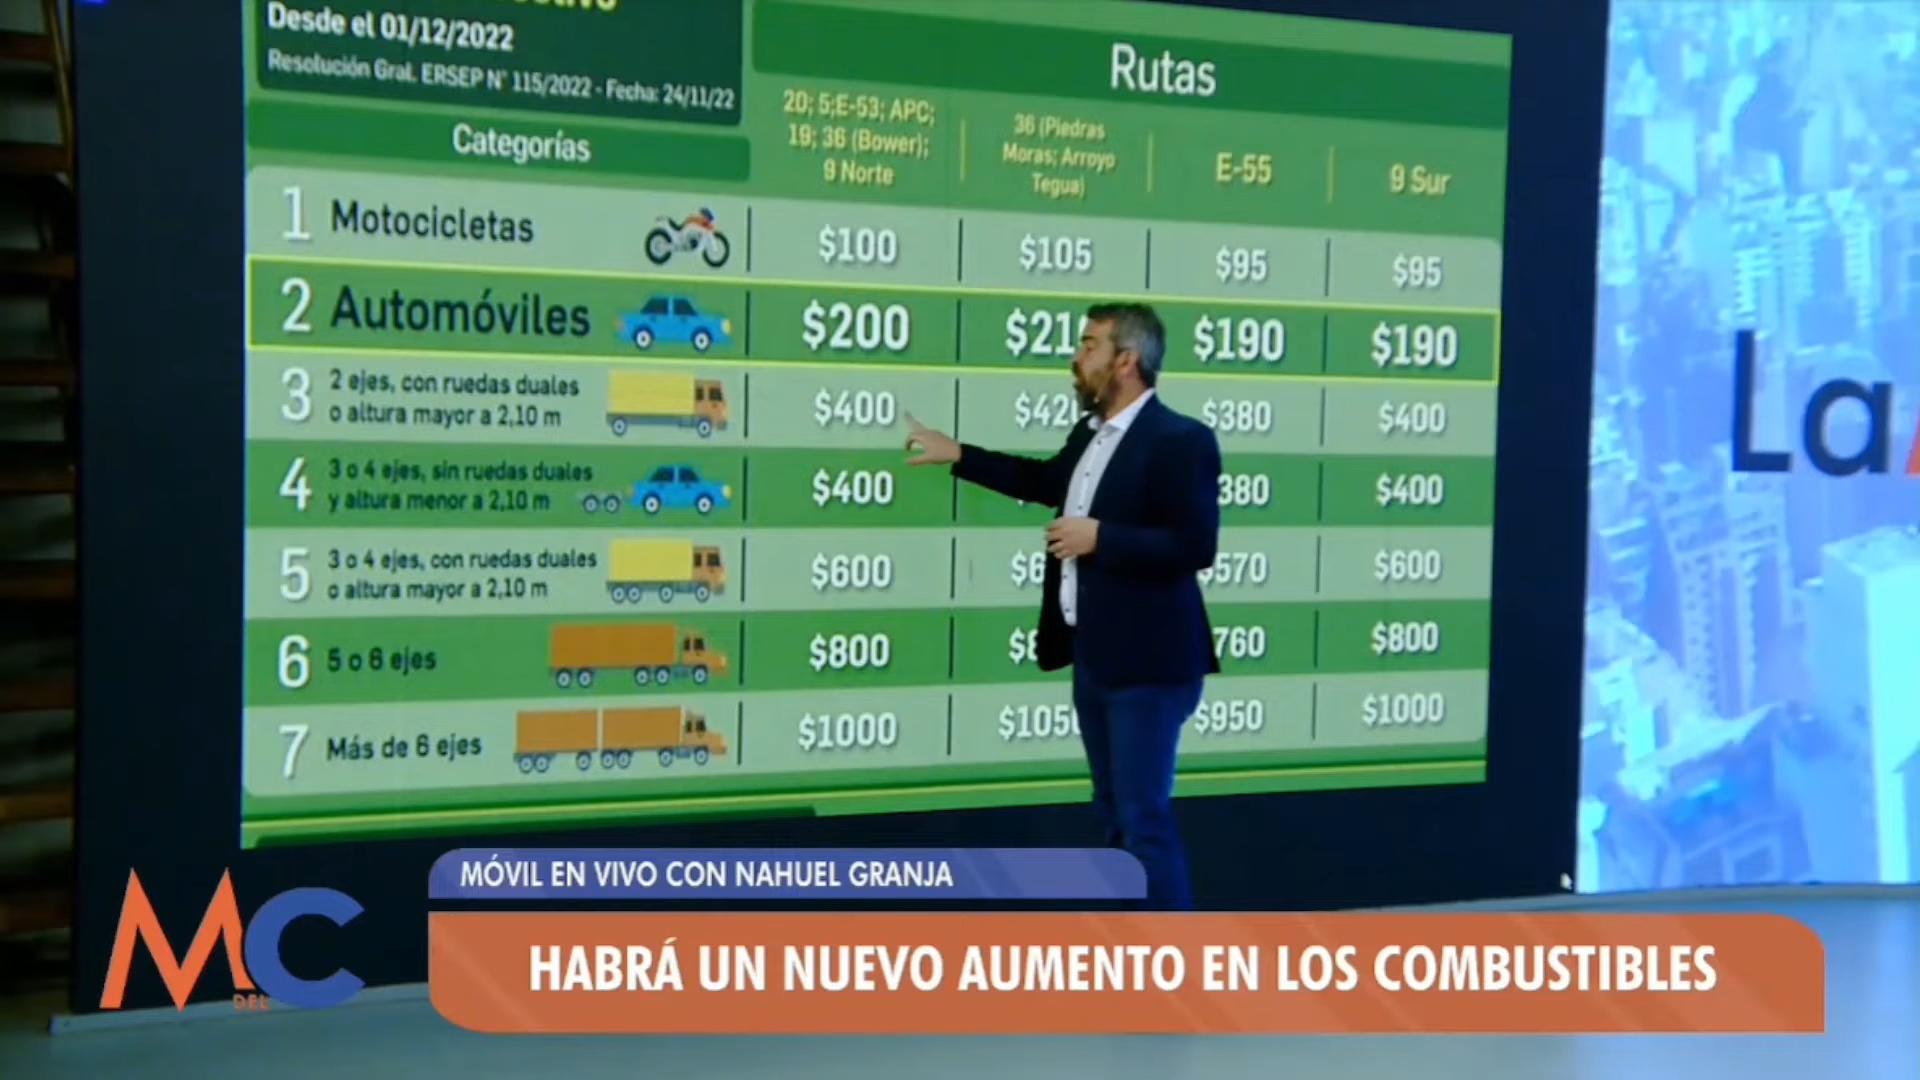 Desde el 01/12/2022
Resolución Gral. ERSEP N° 115/2022 - Fecha: 24/11/22
Categorías
Rutas
20; 5;E-53; APC;
19; 36 (Bower);
9 Norte
36 (Piedras
Moras; Arroyo
Tegua)
E-55
9 Sur
1 Motocicletas $100 $105 $95 $95
2 Automóviles $200 $190 $190
3 2 ejes, con ruedas duales
o altura mayor a 2,10 m
$400 $380 $400
4 3 o 4 ejes, sin ruedas duales
y altura menor a 2,10 m
$400 380 $400
5 3 o 4 ejes, con ruedas duales
o altura mayor a 2,10 m
$600 $570 $600
6 5 o 6 ejes $800 760 $800
7 Más de 6 ejes $1000 $950 $1000
La
MC
DEL
MÓVIL EN VIVO CON NAHUEL GRANJA
HABRÁ UN NUEVO AUMENTO EN LOS COMBUSTIBLES